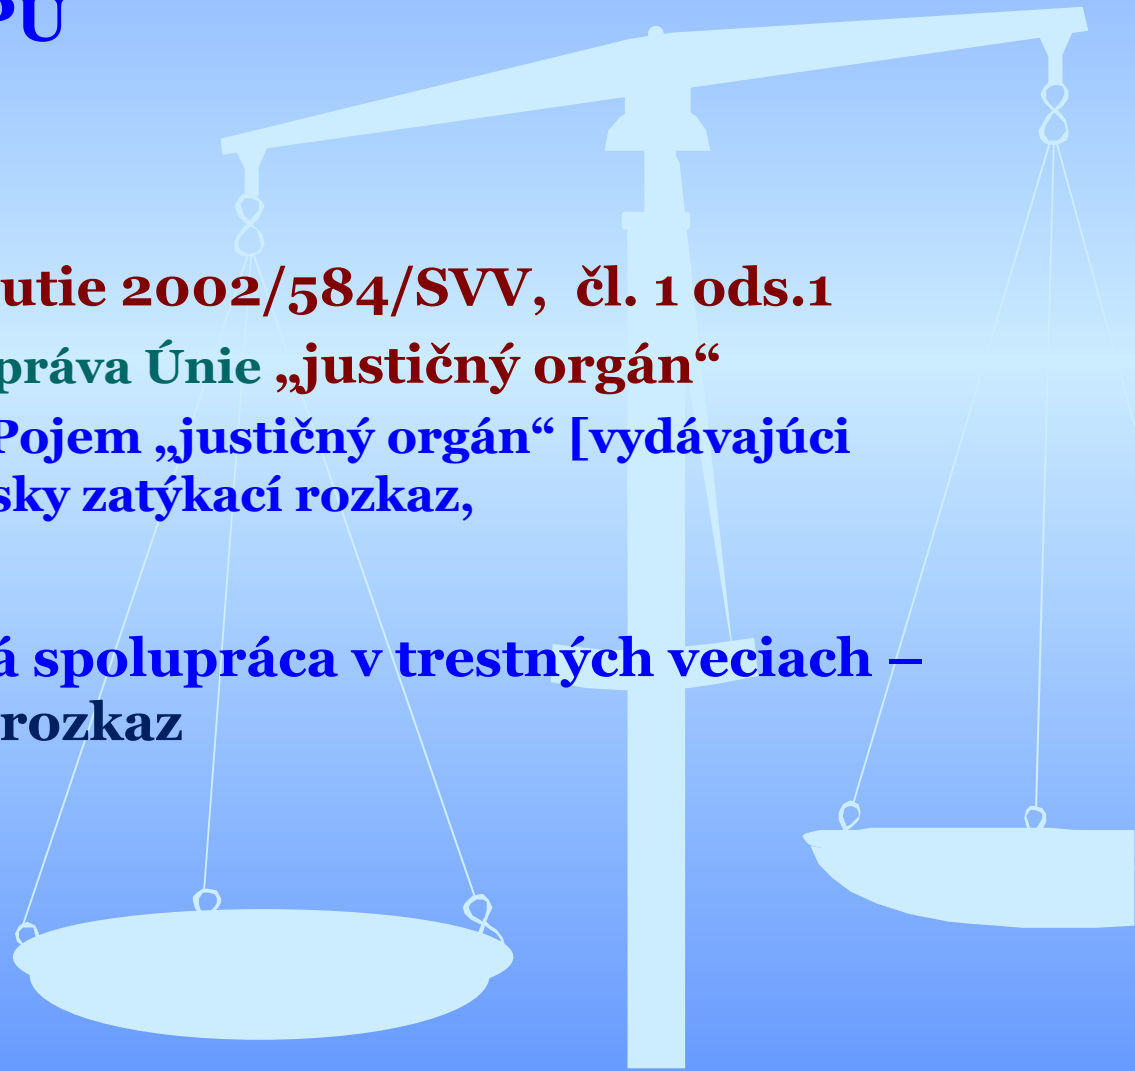 PÚ
utie 2002/584/SVV, čl. 1 ods.1
práva Únie „justičný orgán“
Pojem „justičný orgán“ [vydávajúci
sky zatýkací rozkaz,
á spolupráca v trestných veciach –
rozkaz